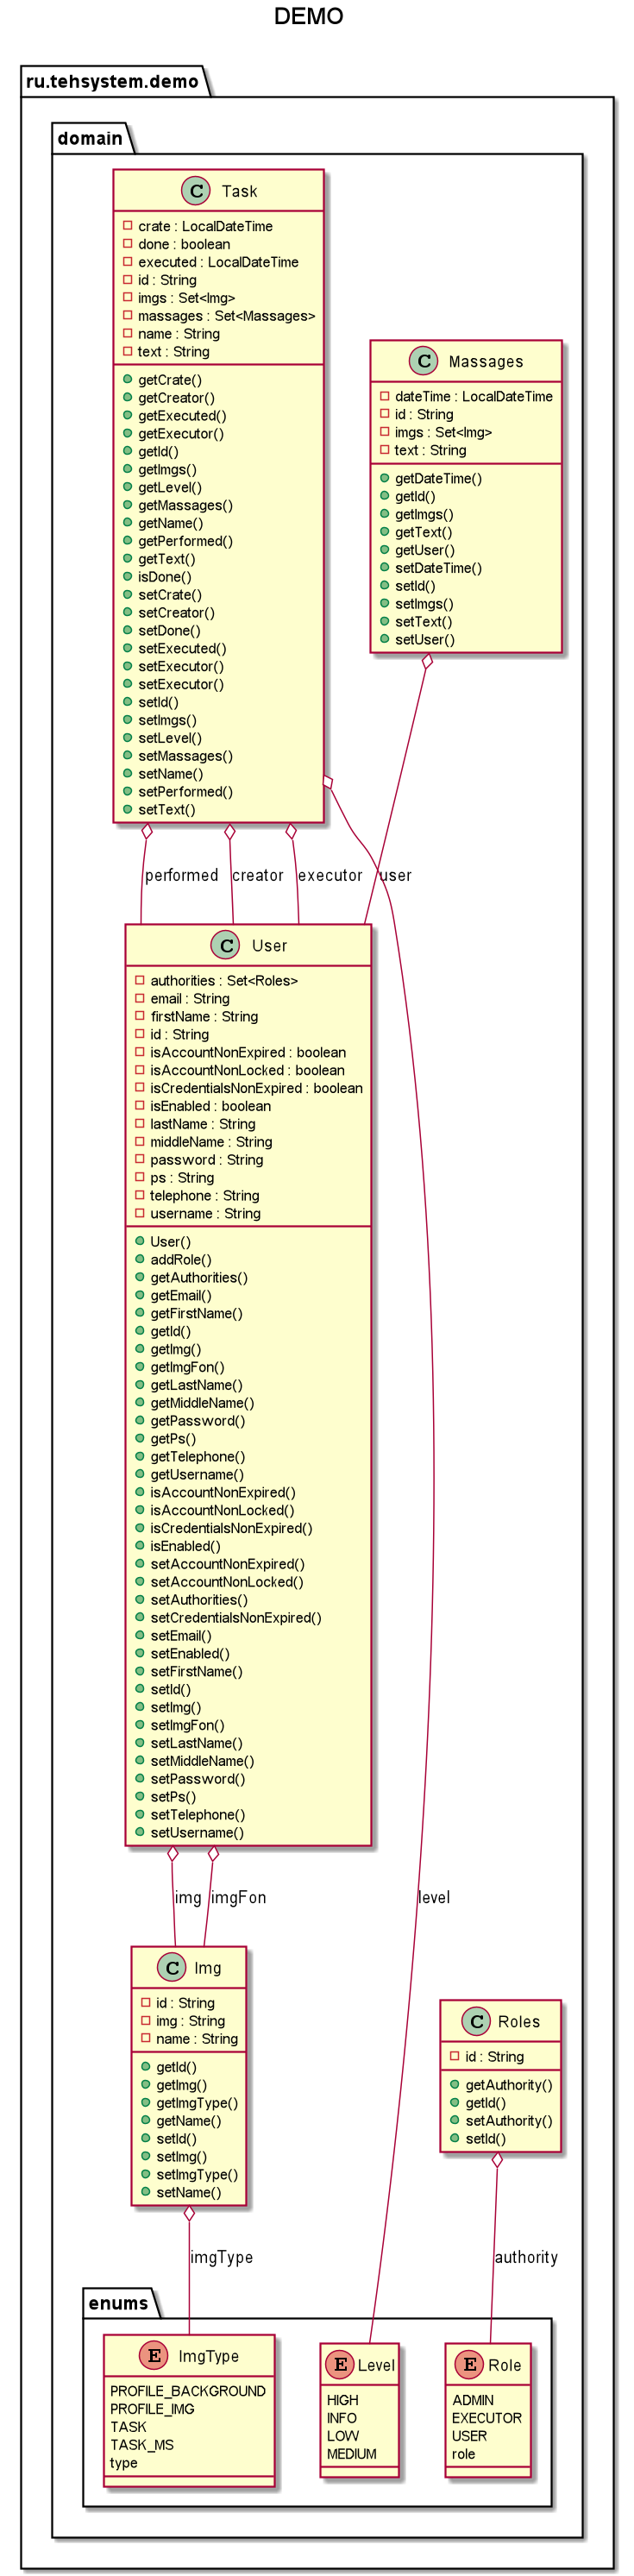 DEMO
ru.tehsystem.demo
domain
C Task
crate : LocalDateTime
done : boolean
executed : LocalDateTime
id : String
imgs : Set<Img>
massages : Set<Massages>
name : String
text : String
getCrate()
getCreator()
getExecuted()
getExecutor()
getId()
getImgs()
getLevel()
getMassages()
getName()
getPerformed()
getText()
isDone()
setCrate()
setCreator()
setDone()
setExecuted()
setExecutor()
setExecutor()
setId()
setImgs()
setLevel()
setMassages()
setName()
setPerformed()
setText()
C Massages
dateTime : LocalDateTime
id : String
imgs : Set<Img>
text : String
getDateTime()
getId()
getImgs()
getText()
getUser()
setDateTime()
setId()
setImgs()
setText()
setUser()
performed
creator
executor
user
C User
authorities : Set<Roles>
email : String
firstName : String
id : String
isAccountNonExpired : boolean
isAccountNonLocked : boolean
isCredentialsNonExpired : boolean
isEnabled : boolean
lastName : String
middleName : String
password : String
ps : String
telephone : String
username : String
User()
addRole()
getAuthorities()
getEmail()
getFirstName()
getId()
getImg()
getImgFon()
getLastName()
getMiddleName()
getPassword()
getPs()
getTelephone()
getUsername()
isAccountNonExpired()
isAccountNonLocked()
isCredentialsNonExpired()
isEnabled()
setAccountNonExpired()
setAccountNonLocked()
setAuthorities()
setCredentialsNonExpired()
setEmail()
setEnabled()
setFirstName()
setId()
setImg()
setImgFon()
setLastName()
setMiddleName()
setPassword()
setPs()
setTelephone()
setUsername()
img
imgFon
level
C Img
id : String
img : String
name : String
getId()
getImg()
getImgType()
getName()
setId()
setImg()
setImgType()
setName()
C Roles
id : String
getAuthority()
getId()
setAuthority()
setId()
imgType
authority
enums
E ImgType
PROFILE_BACKGROUND
PROFILE_IMG
TASK
TASK_MS
type
E Level
HIGH
INFO
LOW
MEDIUM
E Role
ADMIN
EXECUTOR
USER
role